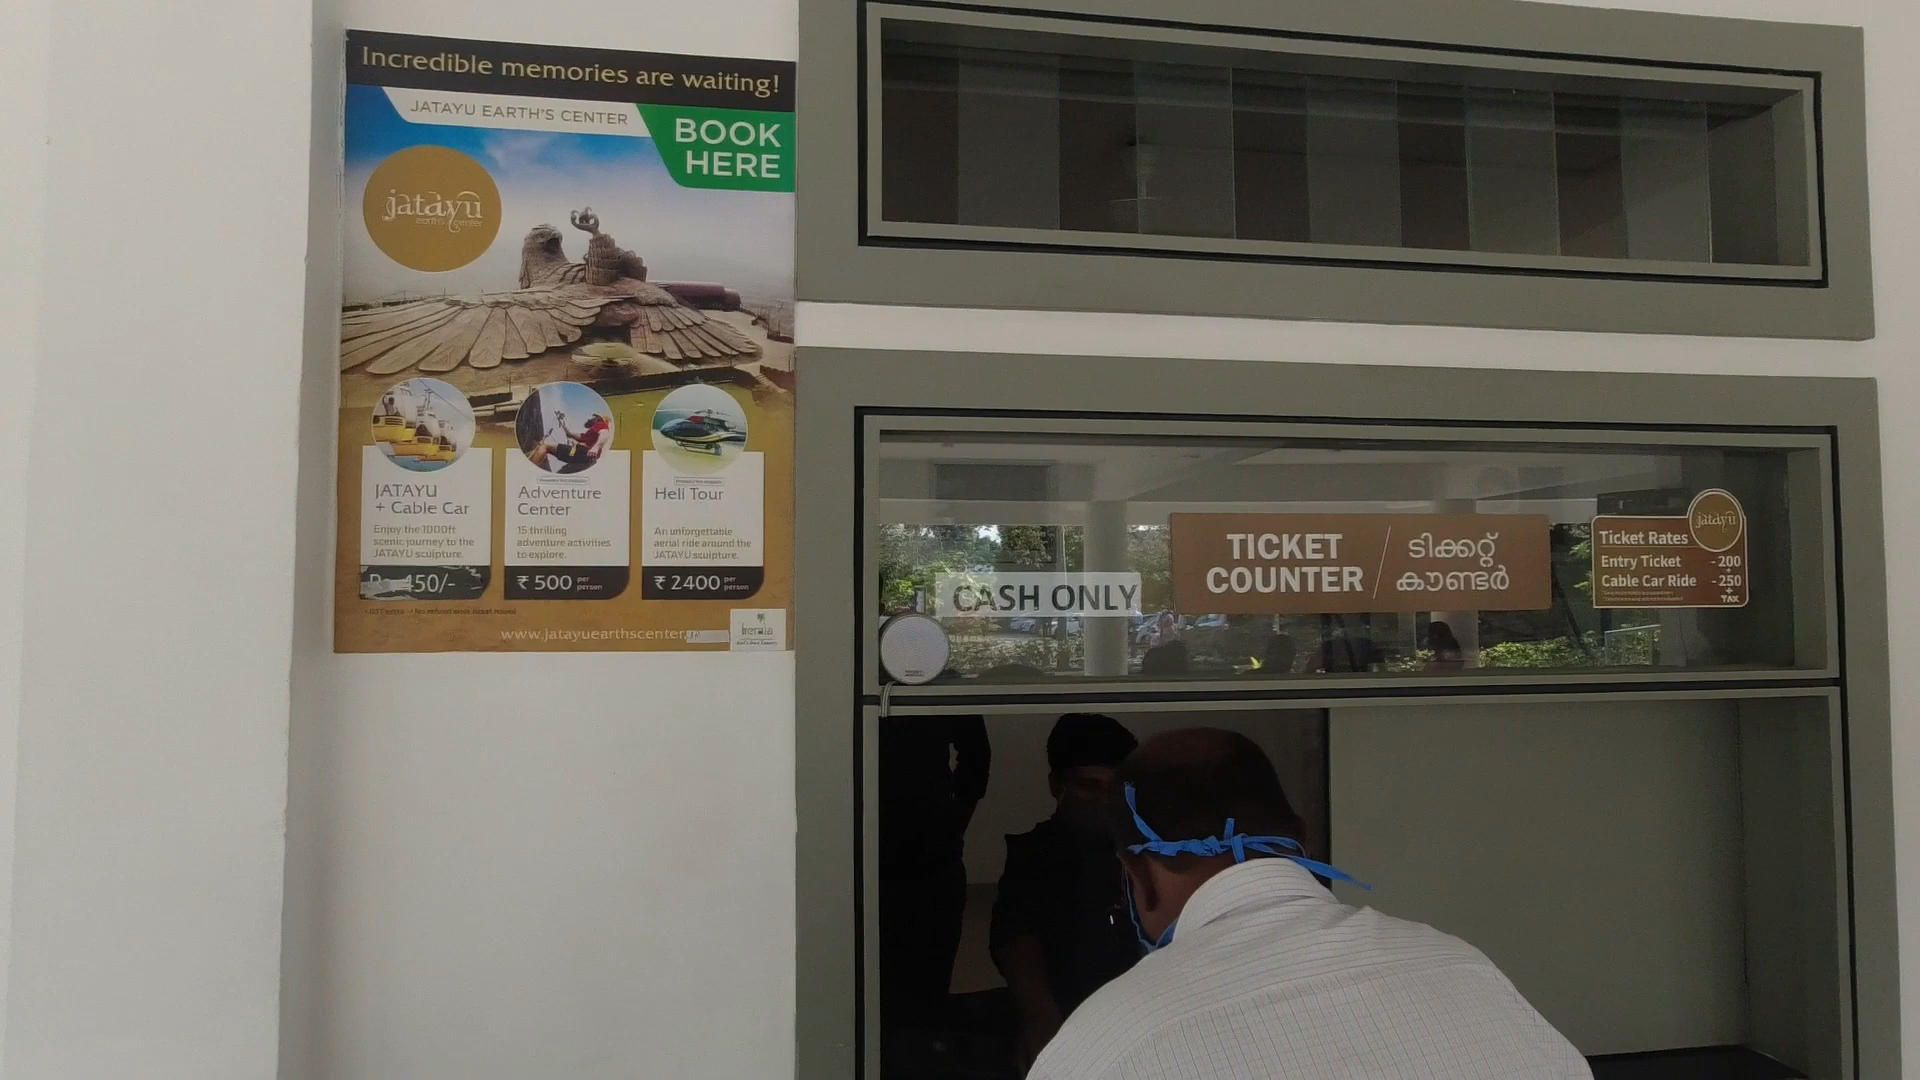 Incredible memories are waiting!
JATAYU EARTH'S CENTER
BOOK
HERE
jatayu
earth's center
JATAYU
+ Cable Car
Enjoy the 1000ft
scenic journey to the
JATAYU sculpture.
450/-
Adventure
Center
15 thrilling
adventure activities
to explore.
₹ 500 per
person
Heli Tour
An unforgettable
aerial ride around the
JATAYU sculpture.
₹ 2400 per
person
www.jatayuearthscenter.
kerala
CASH ONLY
TICKET
COUNTER
ടിക്കറ്റ്
കൗണ്ടർ
jatayu
Ticket Rates
Entry Ticket - 200
+
Cable Car Ride - 250
+
TAX